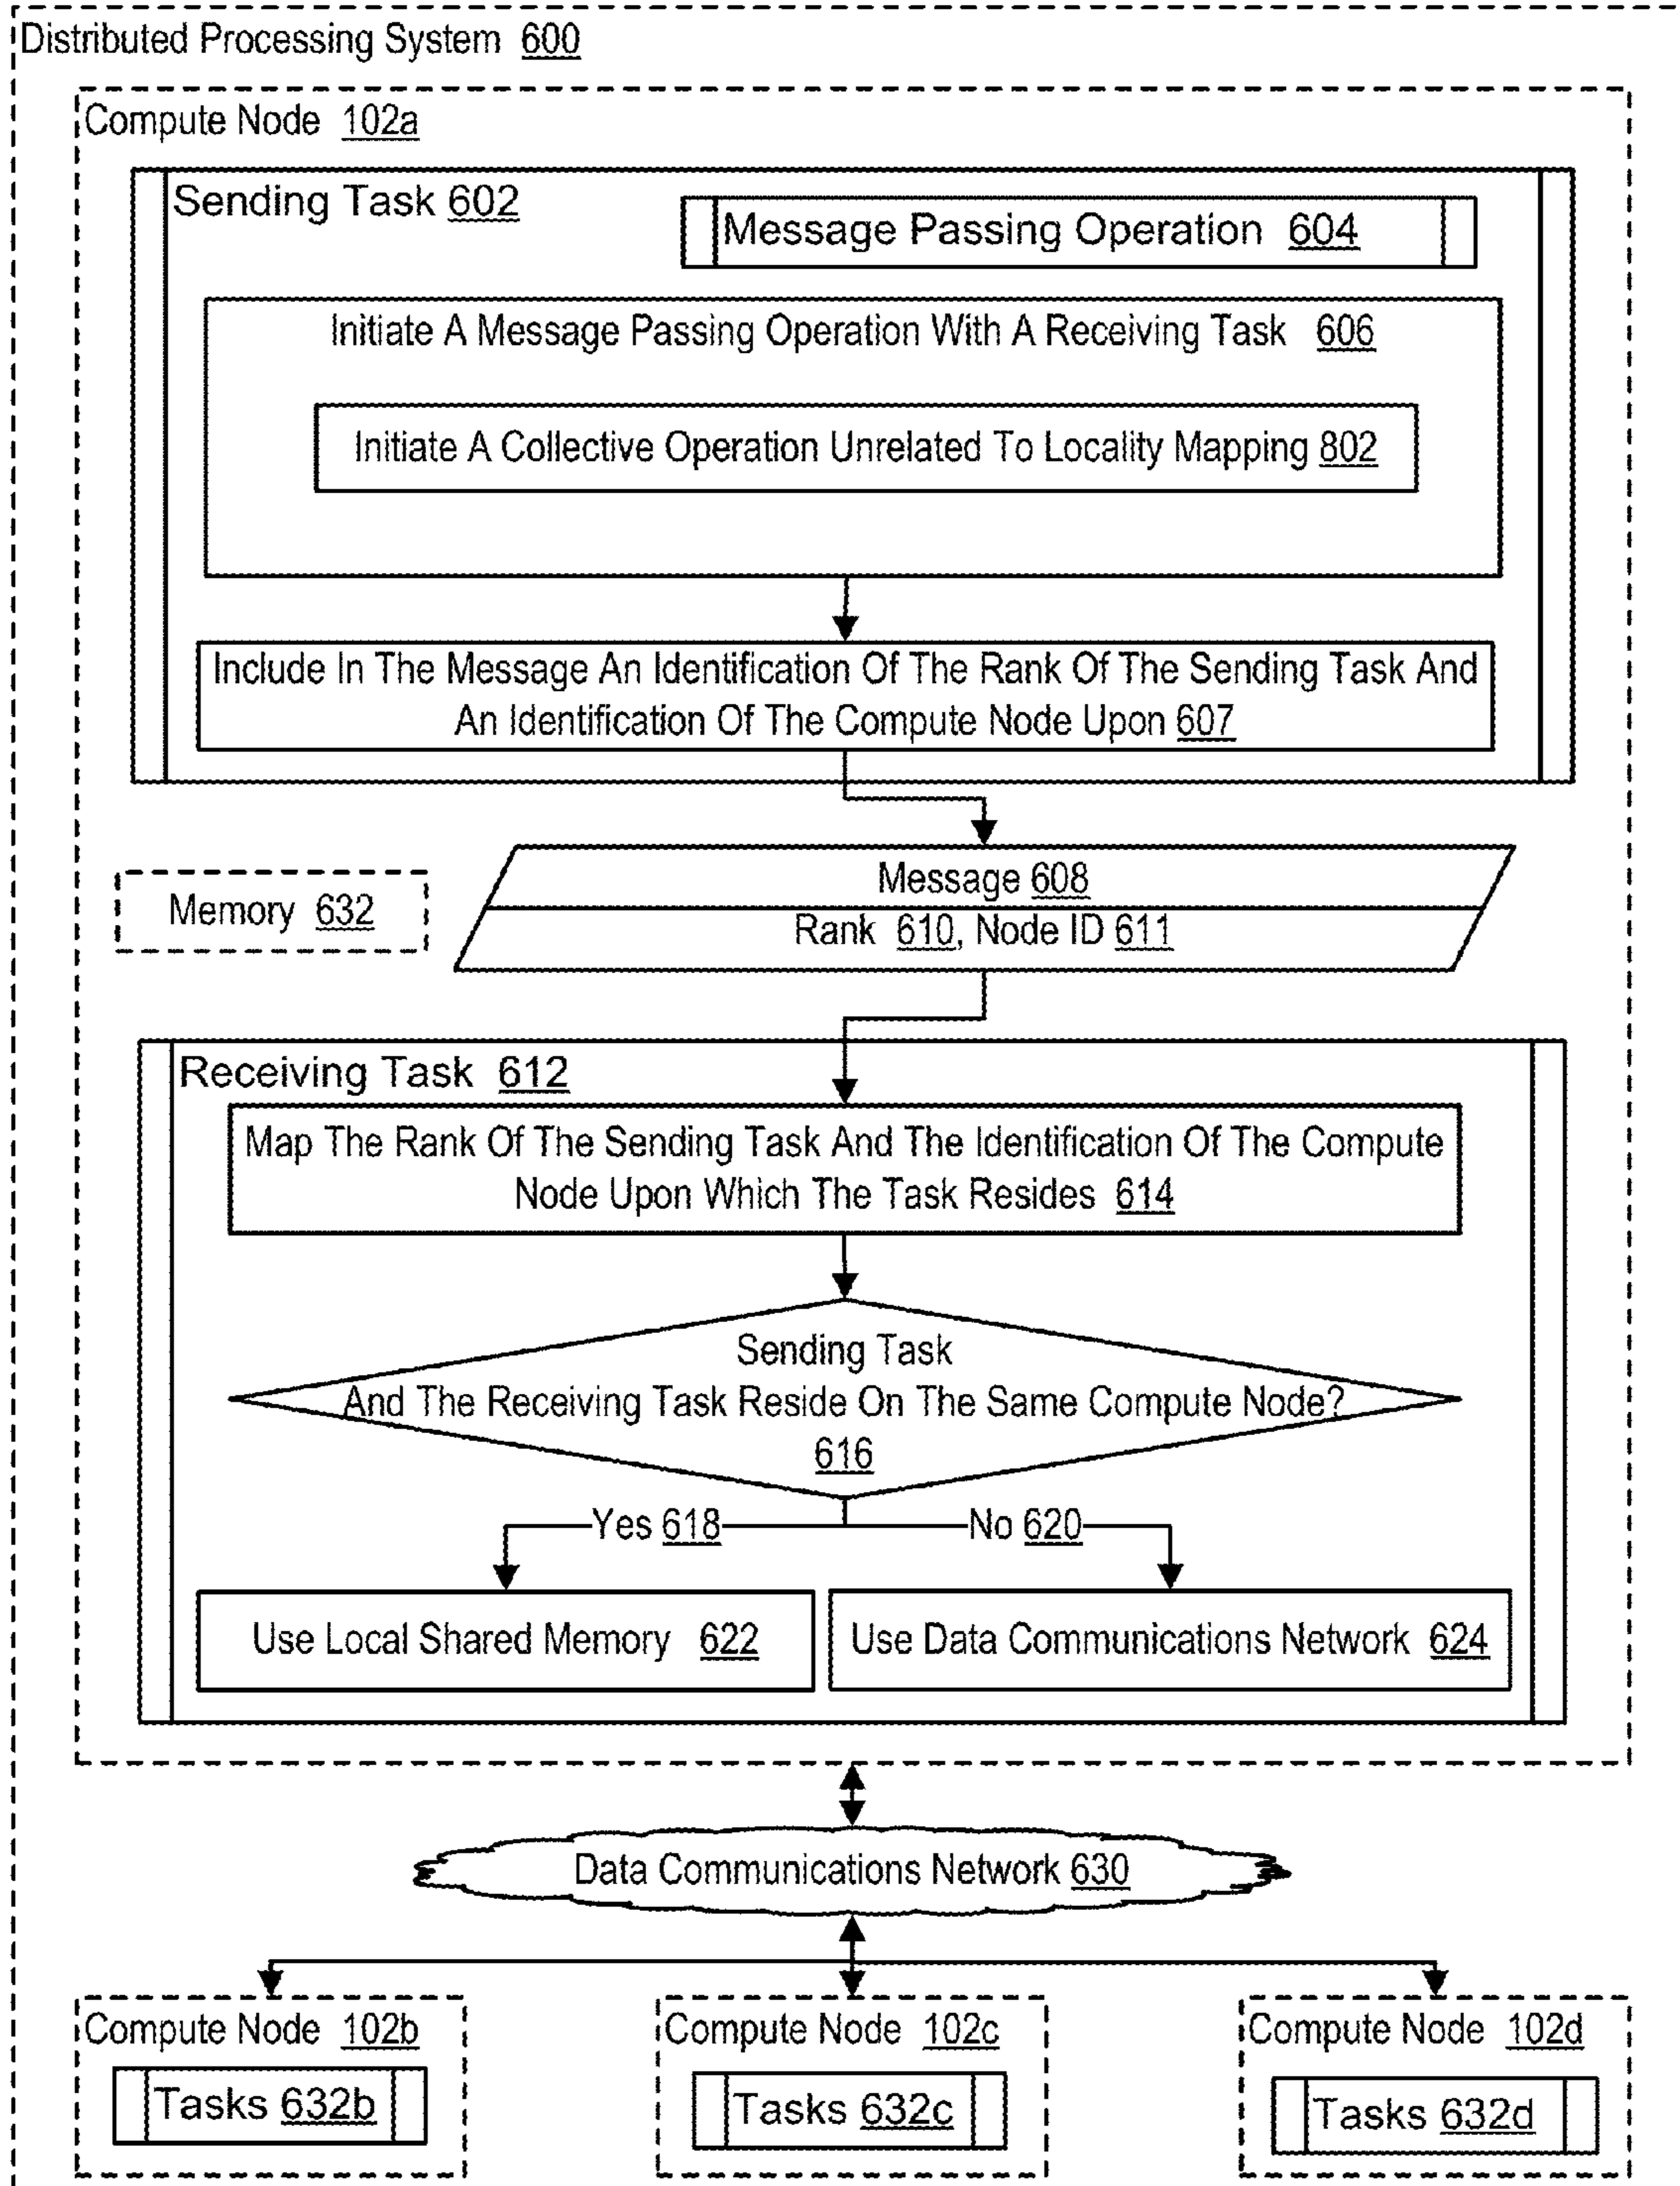 Distributed Processing System 600
Compute Node 102a
Sending Task 602
Message Passing Operation 604
Initiate A Message Passing Operation With A Receiving Task 606
Initiate A Collective Operation Unrelated To Locality Mapping 802
Include In The Message An Identification Of The Rank Of The Sending Task And
An Identification Of The Compute Node Upon 607
Message 608
Memory 632
Rank 610, Node ID 611
Receiving Task 612
Map The Rank Of The Sending Task And The Identification Of The Compute
Node Upon Which The Task Resides 614
Sending Task
And The Receiving Task Reside On The Same Compute Node?
616
Yes 618
No 620
Use Local Shared Memory 622
Use Data Communications Network 624
Data Communications Network 630
Compute Node 102b
Tasks 632b
Compute Node 102c
Tasks 632c
Compute Node 102d
Tasks 632d